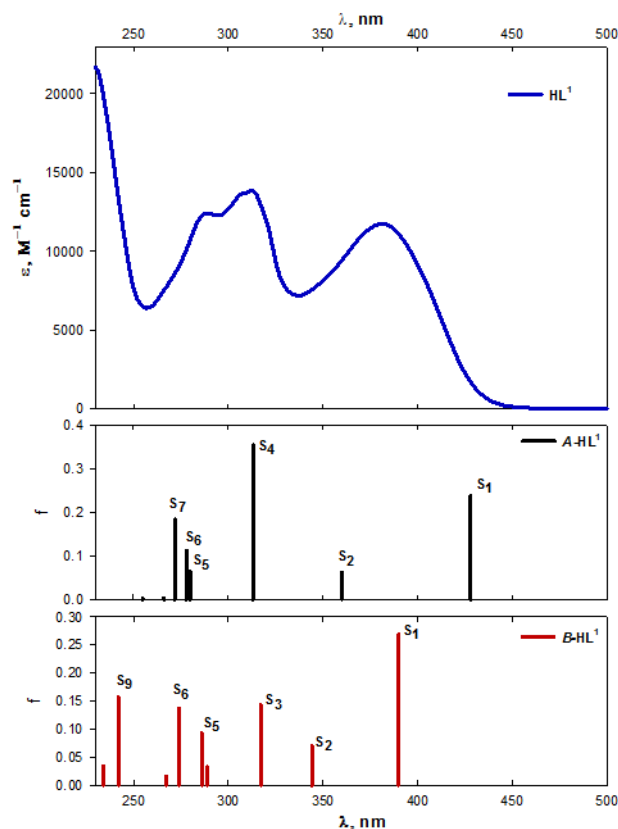 λ, nm
250 300 350 400 450 500
ε, M⁻¹ cm⁻¹
20000
15000
10000
5000
0
HL¹
f
0.4
0.3
0.2
0.1
0.0
A-HL¹
S₇
S₆
S₅
S₄
S₂
S₁
f
0.30
0.25
0.20
0.15
0.10
0.05
0.00
B-HL¹
S₉
S₆
S₅
S₃
S₂
S₁
250 300 350 400 450 500
λ, nm